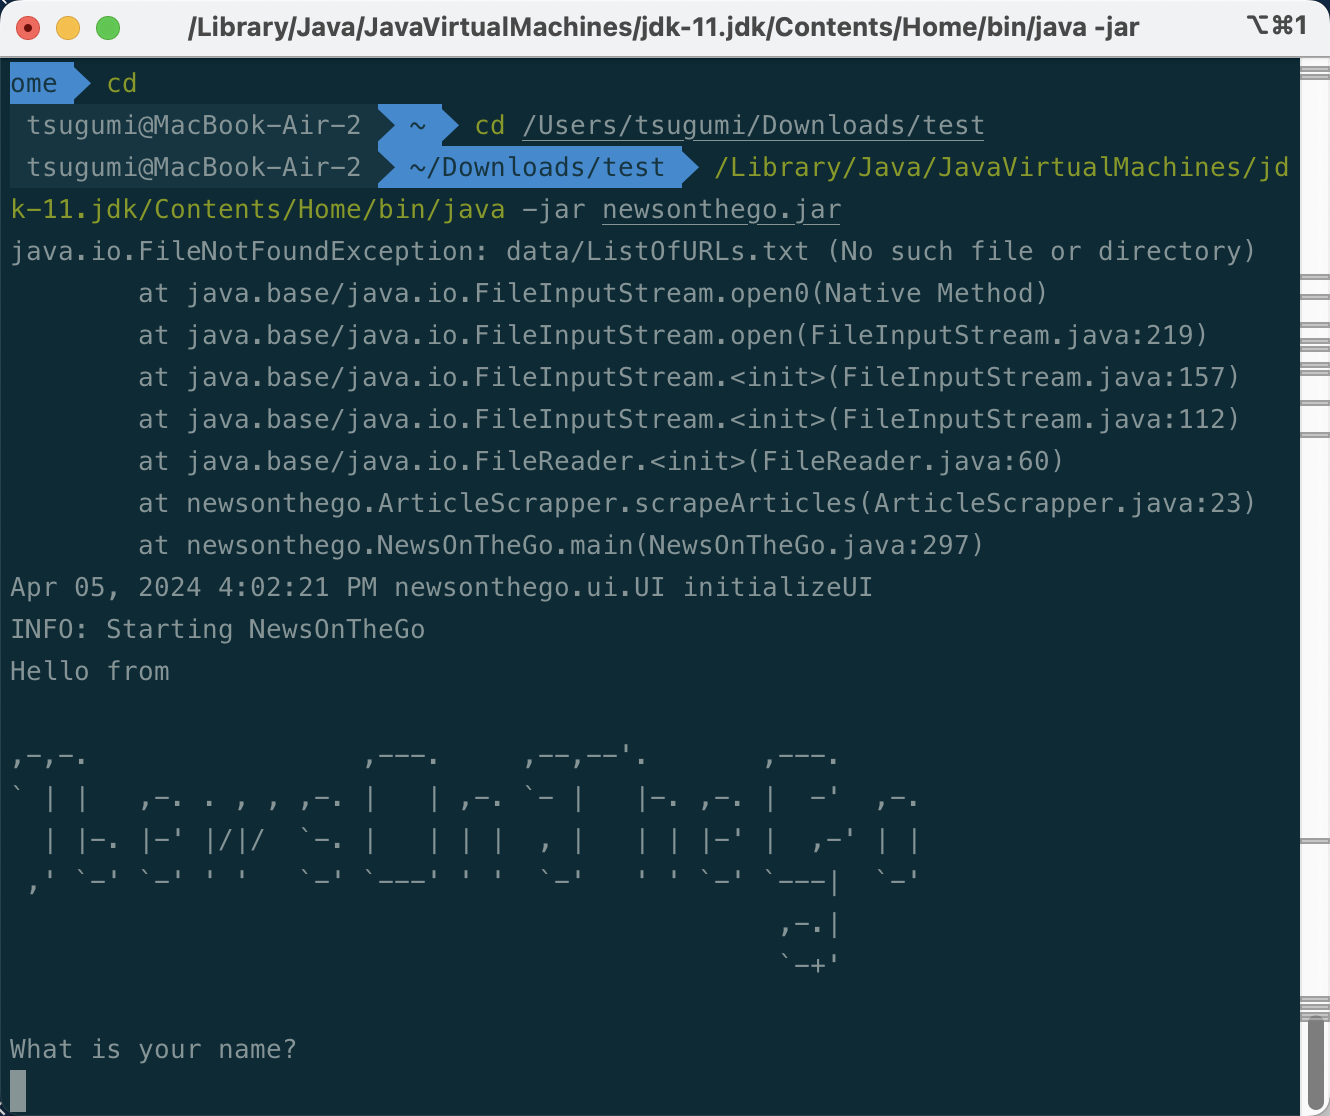 /Library/Java/JavaVirtualMachines/jdk-11.jdk/Contents/Home/bin/java -jar ⌥⌘1
ome cd
tsugumi@MacBook-Air-2 ~ cd /Users/tsugumi/Downloads/test
tsugumi@MacBook-Air-2 ~/Downloads/test /Library/Java/JavaVirtualMachines/jd
k-11.jdk/Contents/Home/bin/java -jar newsonthego.jar
java.io.FileNotFoundException: data/ListOfURLs.txt (No such file or directory)
        at java.base/java.io.FileInputStream.open0(Native Method)
        at java.base/java.io.FileInputStream.open(FileInputStream.java:219)
        at java.base/java.io.FileInputStream.<init>(FileInputStream.java:157)
        at java.base/java.io.FileInputStream.<init>(FileInputStream.java:112)
        at java.base/java.io.FileReader.<init>(FileReader.java:60)
        at newsonthego.ArticleScrapper.scrapeArticles(ArticleScrapper.java:23)
        at newsonthego.NewsOnTheGo.main(NewsOnTheGo.java:297)
Apr 05, 2024 4:02:21 PM newsonthego.ui.UI initializeUI
INFO: Starting NewsOnTheGo
Hello from
,-,-.                 ,---.     ,--,--'.       ,---.
` | |   ,-. . , , ,-. |   | ,-. `- |   |-. ,-. |  -'  ,-.
  | |-. |-' |/|/  `-. |   | | |  , |   | | |-' |  ,-' | |
 ,' `-' `-' ' '   `-' `---' ' '  `-'   ' ' `-' `---|  `-'
                                                ,-.|
                                                `-+'
What is your name?